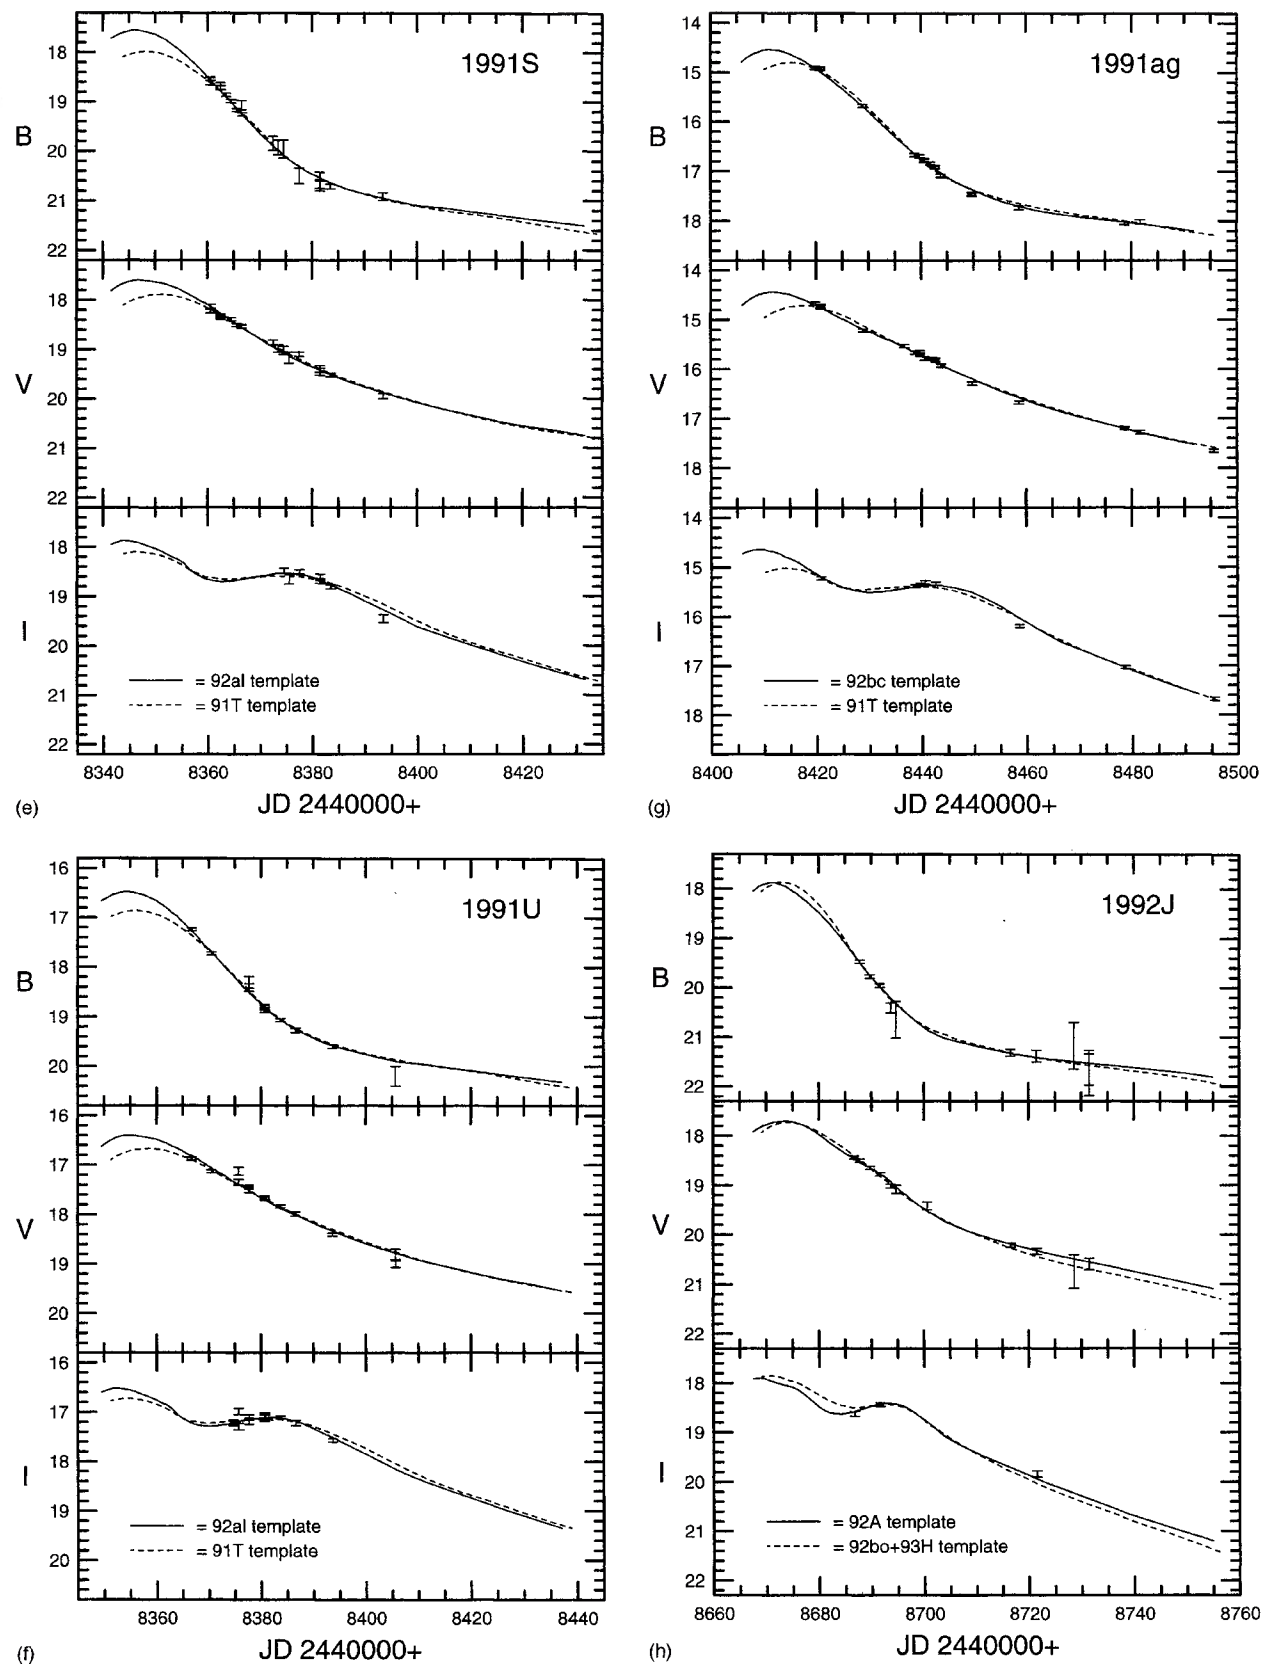 1991S
B
18
19
20
21
22
V
18
19
20
21
22
I
18
19
20
21
22
= 92al template
= 91T template
8340 8360 8380 8400 8420
(e) JD 2440000+
1991ag
B
14
15
16
17
18
V
14
15
16
17
18
I
14
15
16
17
18
= 92bc template
= 91T template
8400 8420 8440 8460 8480 8500
(g) JD 2440000+
1991U
B
16
17
18
19
20
V
16
17
18
19
20
I
16
17
18
19
20
= 92al template
= 91T template
8360 8380 8400 8420 8440
(f) JD 2440000+
1992J
B
18
19
20
21
22
V
18
19
20
21
22
I
18
19
20
21
22
= 92A template
= 92bo+93H template
8660 8680 8700 8720 8740 8760
(h) JD 2440000+